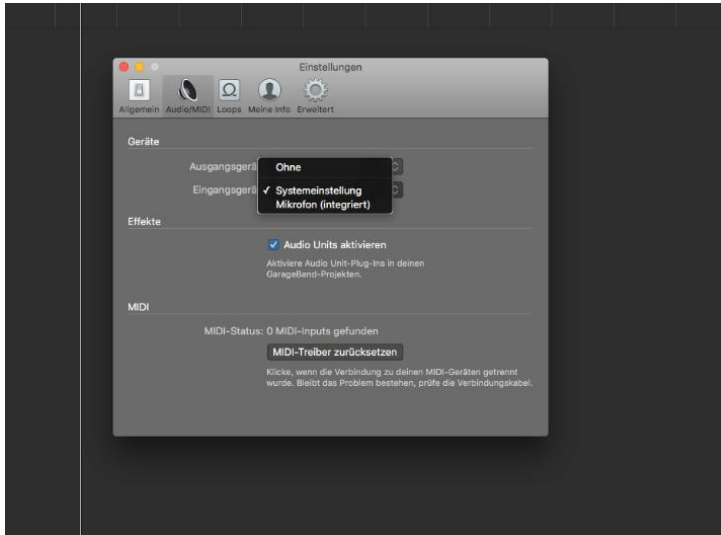 Einstellungen
Allgemein Audio/MIDI Loops Meine Info Erweitert
Geräte
Ausgangsgerä
Ohne
Eingangsgerä
✓ Systemeinstellung
Mikrofon (integriert)
Effekte
Audio Units aktivieren
Aktiviere Audio Unit-Plug-Ins in deinen
GarageBand-Projekten.
MIDI
MIDI-Status: 0 MIDI-Inputs gefunden
MIDI-Treiber zurücksetzen
Klicke, wenn die Verbindung zu deinen MIDI-Geräten getrennt
wurde. Bleibt das Problem bestehen, prüfe die Verbindungskabel.